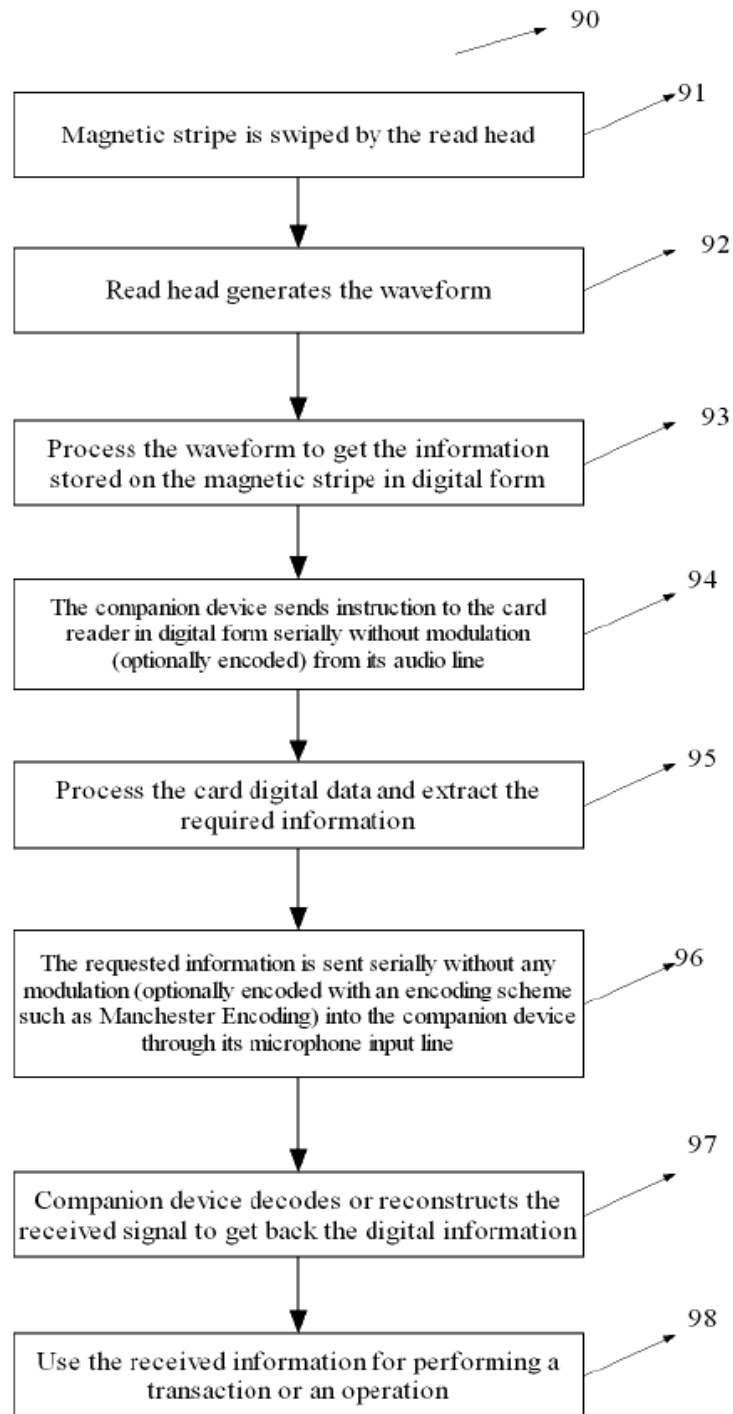 90
91
Magnetic stripe is swiped by the read head
92
Read head generates the waveform
93
Process the waveform to get the information
stored on the magnetic stripe in digital form
94
The companion device sends instruction to the card
reader in digital form serially without modulation
(optionally encoded) from its audio line
95
Process the card digital data and extract the
required information
96
The requested information is sent serially without any
modulation (optionally encoded with an encoding scheme
such as Manchester Encoding) into the companion device
through its microphone input line
97
Companion device decodes or reconstructs the
received signal to get back the digital information
98
Use the received information for performing a
transaction or an operation